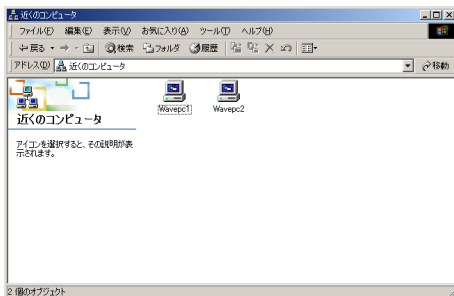 近くのコンピュータ
ファイル(F) 編集(E) 表示(V) お気に入り(A) ツール(T) ヘルプ(H)
戻る 検索 フォルダ 履歴
アドレス(D) 近くのコンピュータ 移動
近くのコンピュータ
アイコンを選択すると、その説明が表
示されます。
Wavepc1 Wavepc2
2 個のオブジェクト